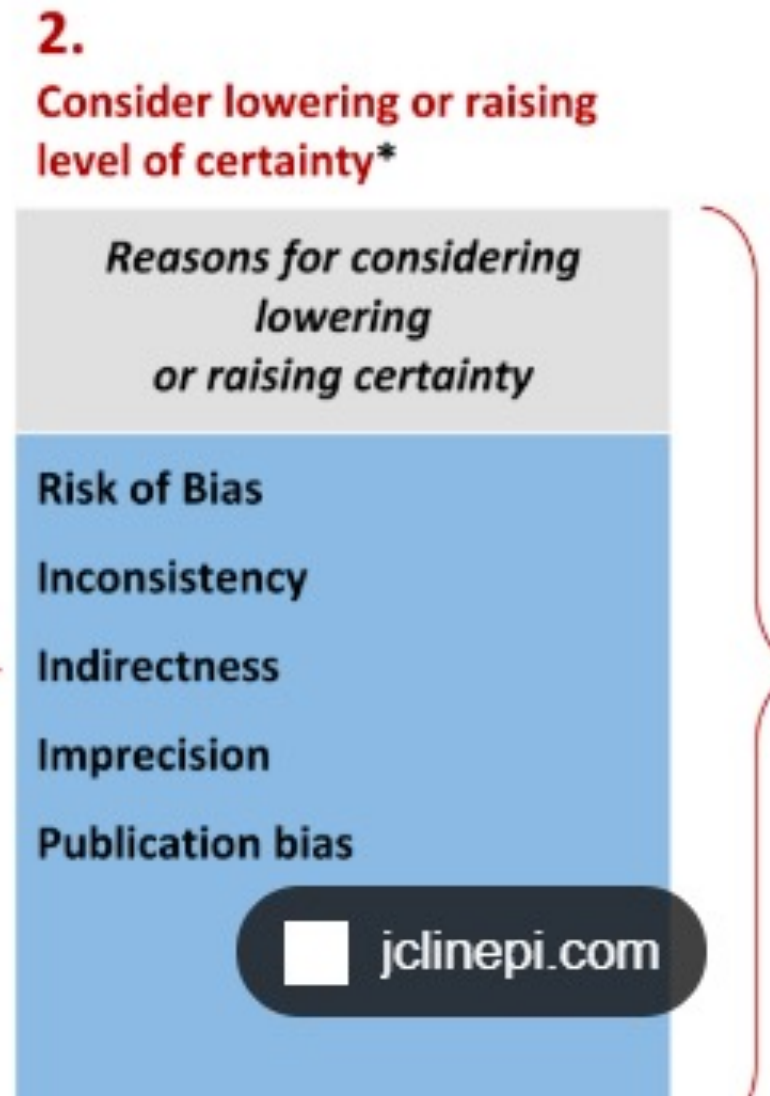 2.
Consider lowering or raising
level of certainty*
Reasons for considering
lowering
or raising certainty
Risk of Bias
Inconsistency
Indirectness
Imprecision
Publication bias
jclinepi.com